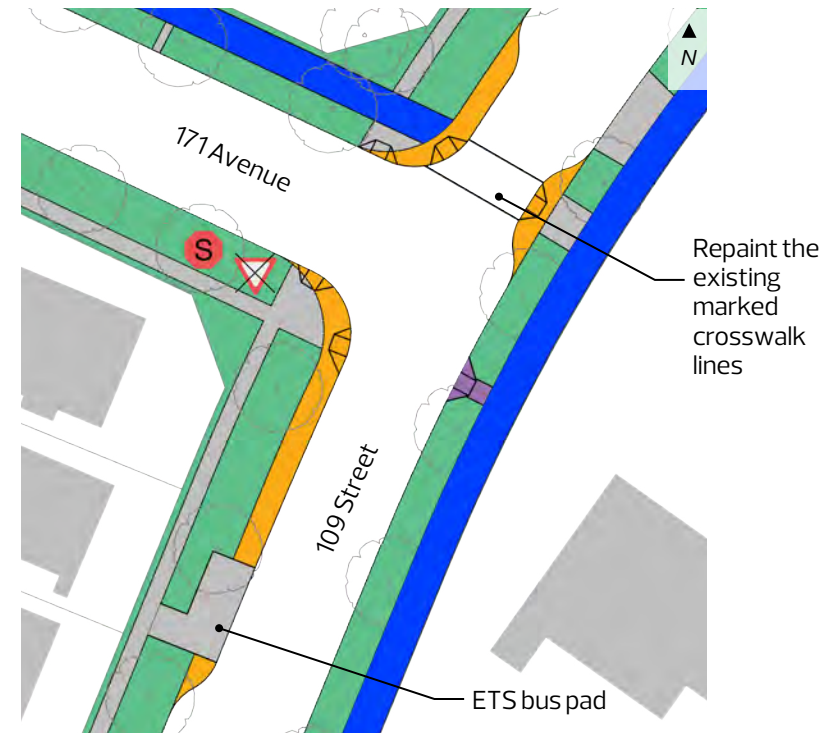 ▲
N
171 Avenue
S
Repaint the
existing
marked
crosswalk
lines
109 Street
ETS bus pad